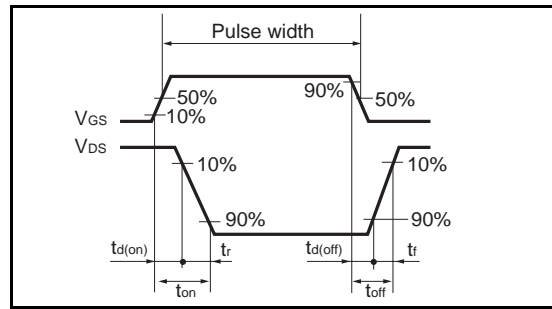 Pulse width
90%
50%
50%
10%
VGS
VDS
10%
10%
90%
90%
td(on)
tr
td(off)
tf
ton
toff